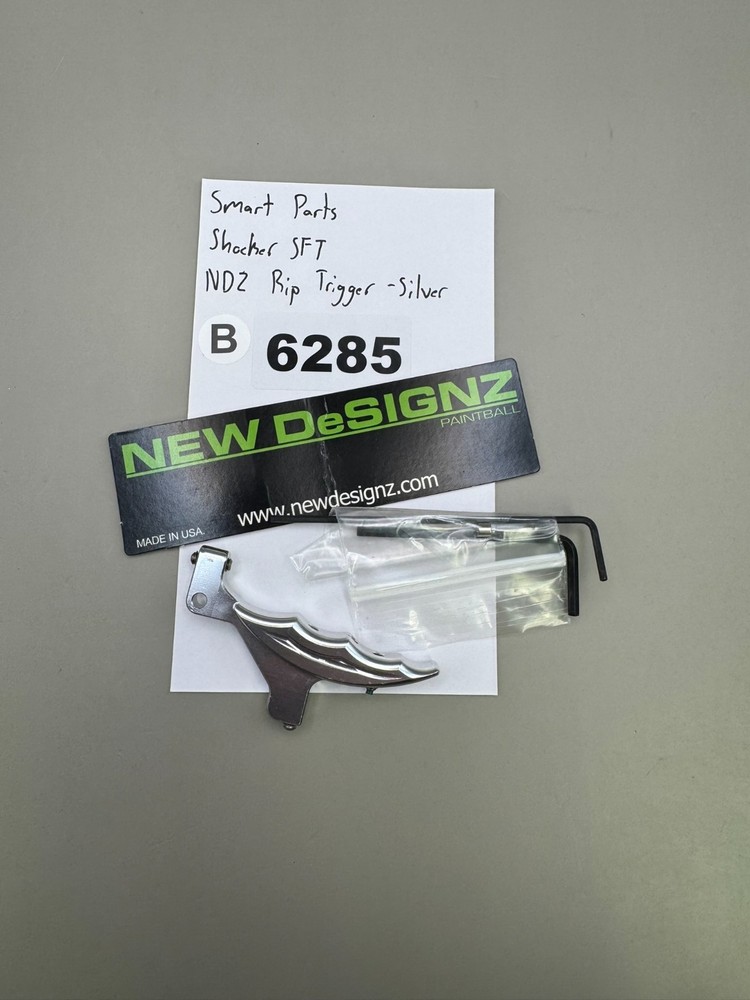 Smart Parts
Shocker SFT
NDZ Rip Trigger -Silver
B 6285
NEW DeSIGNZ
PAINTBALL
www.newdesignz.com
MADE IN USA.